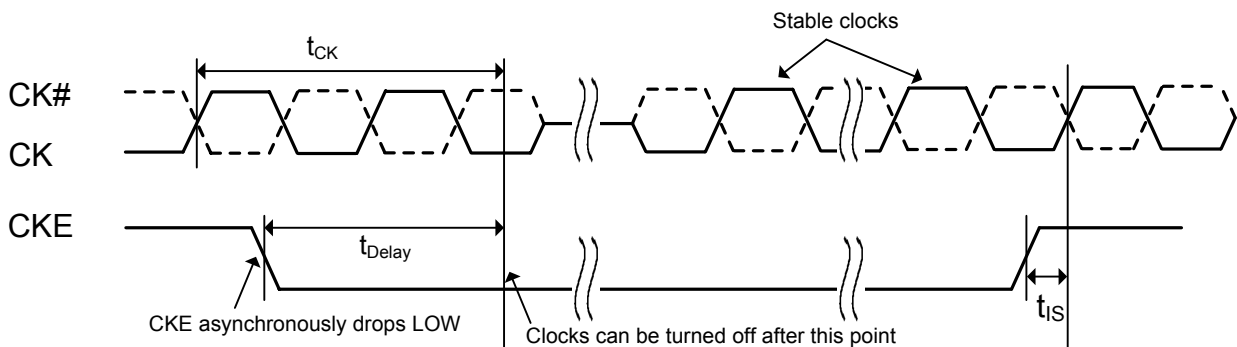 Stable clocks
tCK
CK#
CK
CKE
tDelay
tIS
CKE asynchronously drops LOW
Clocks can be turned off after this point